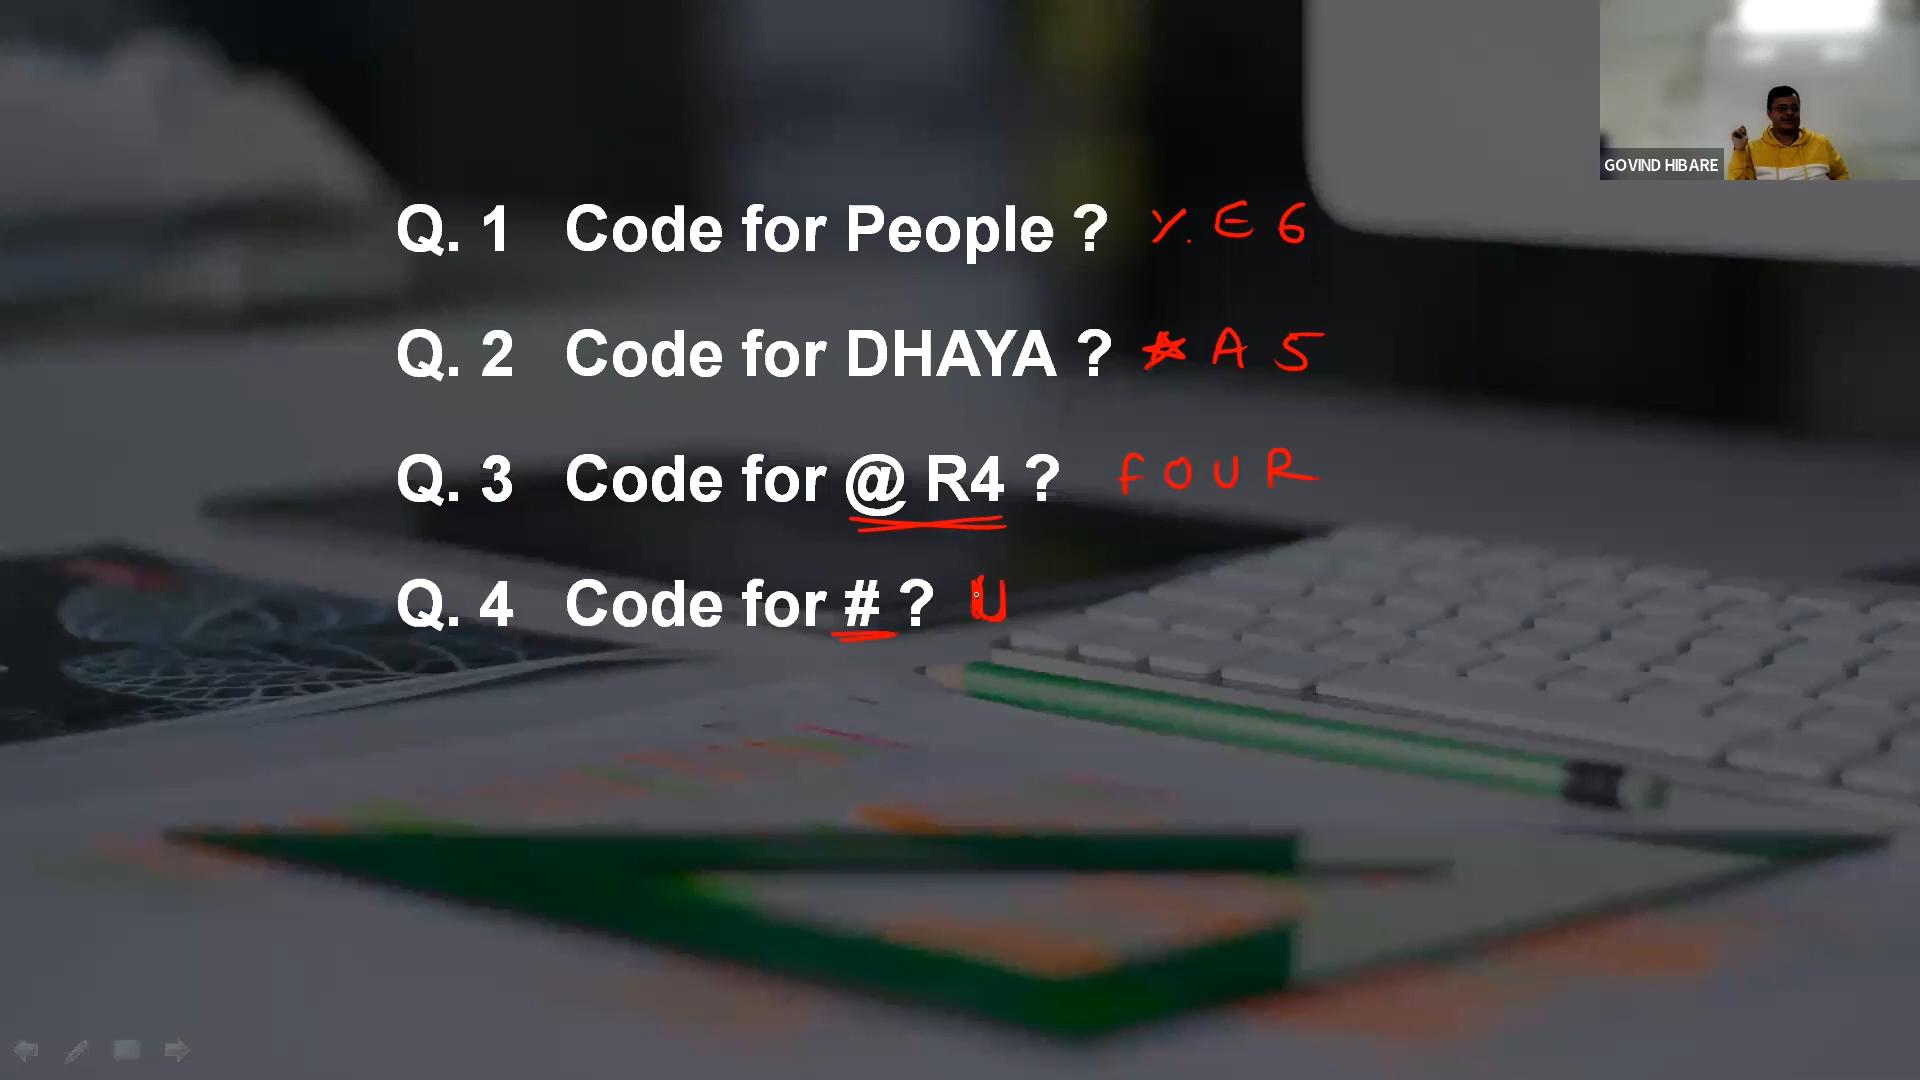 GOVIND HIBARE
Q. 1 Code for People ? % E 6
Q. 2 Code for DHAYA ? ★ A 5
Q. 3 Code for @ R4 ? FOUR
Q. 4 Code for # ? U